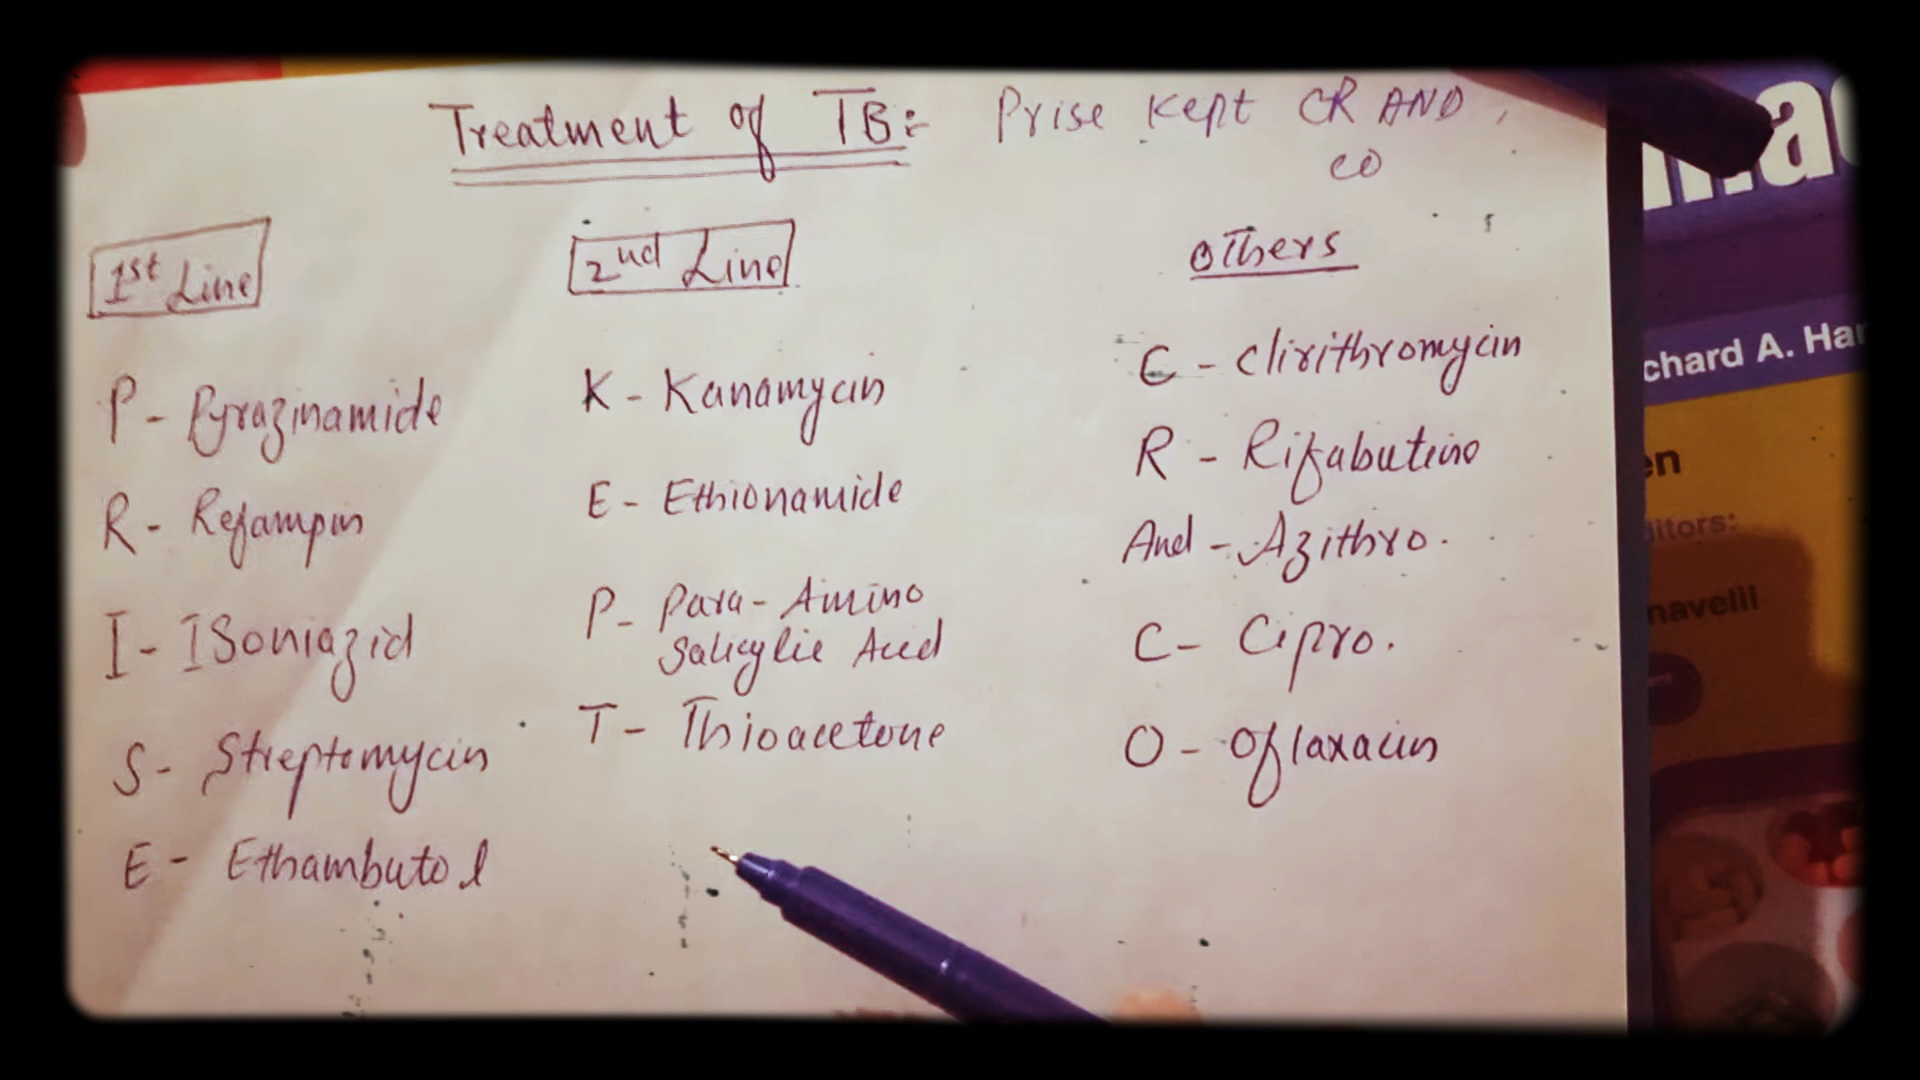 Treatment of TB:- Prise Kept CR AND,
co
1st Line
P - Pyrazinamide
R - Refampin
I - ISoniazid
S - Streptomycin
E - Ethambutol
2nd Line
K - Kanamycin
E - Ethionamide
P - Para-Amino
Salicylic Acid
T - Thioacetone
Others
C - Clirithromycin
R - Rifabutine
And - Azithro.
C - Cipro.
O - Oflaxacin
chard A. Har
en
ditors:
navelil